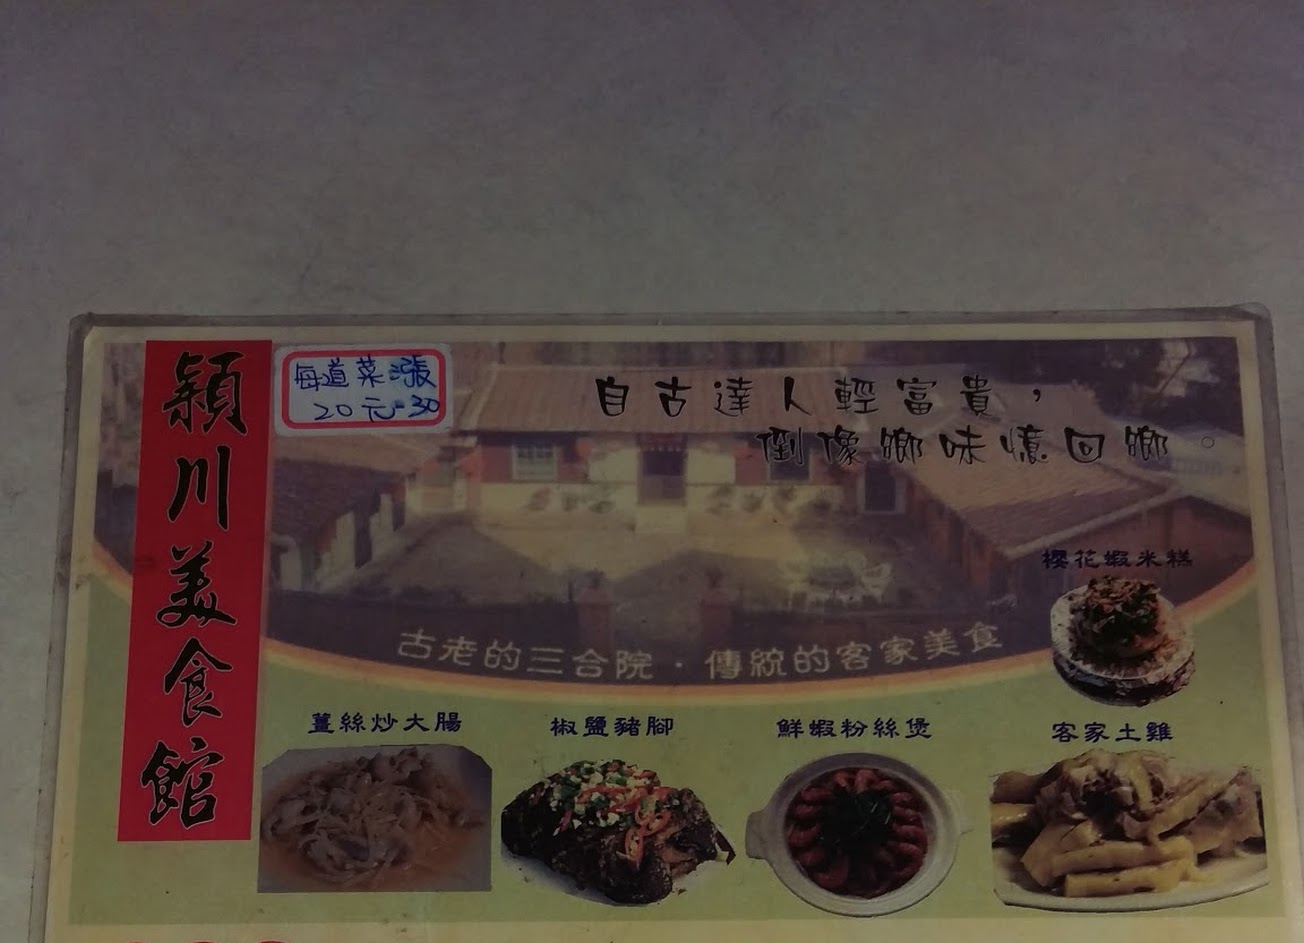 穎川美食館
每道菜漲
20元-30
自古達人輕富貴，
倒像鄉味憶回鄉。
櫻花蝦米糕
古老的三合院·傳統的客家美食
薑絲炒大腸
椒鹽豬腳
鮮蝦粉絲煲
客家土雞